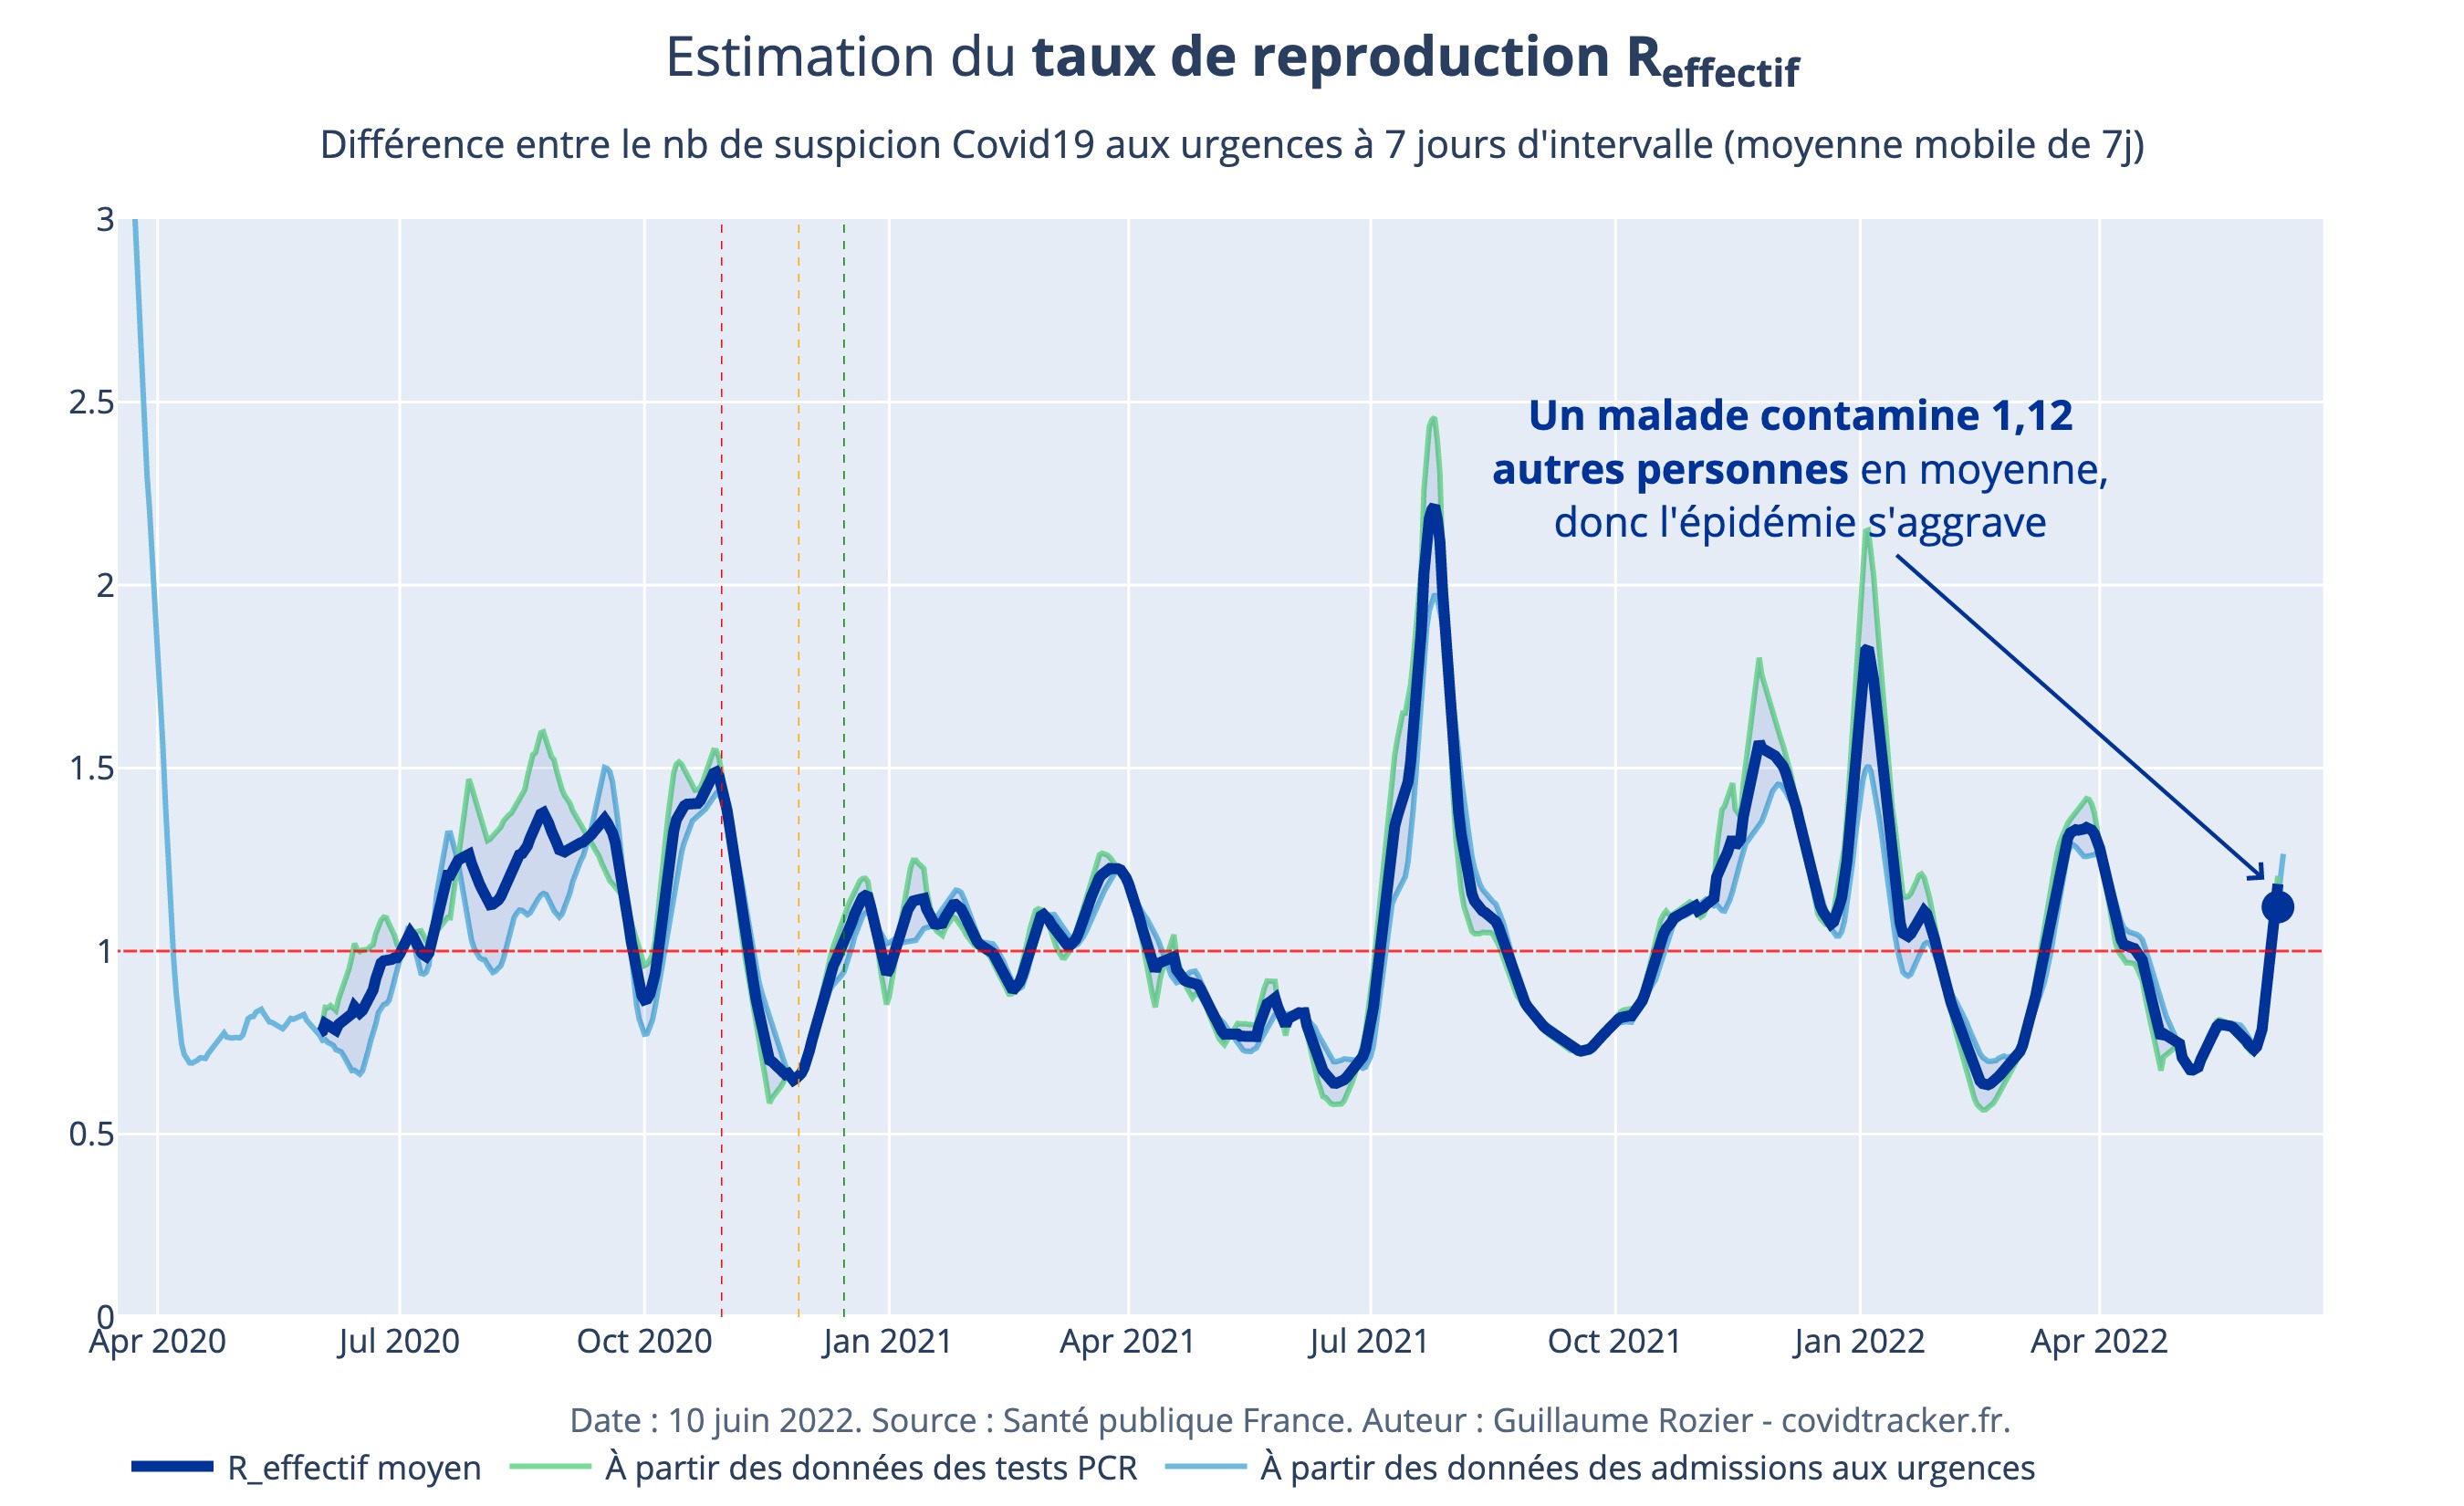 Estimation du taux de reproduction Reffectif
Différence entre le nb de suspicion Covid19 aux urgences à 7 jours d'intervalle (moyenne mobile de 7j)
3
2.5
2
1.5
1
0.5
0
Un malade contamine 1,12
autres personnes en moyenne,
donc l'épidémie s'aggrave
Apr 2020 Jul 2020 Oct 2020 Jan 2021 Apr 2021 Jul 2021 Oct 2021 Jan 2022 Apr 2022
Date : 10 juin 2022. Source : Santé publique France. Auteur : Guillaume Rozier - covidtracker.fr.
R_effectif moyen À partir des données des tests PCR À partir des données des admissions aux urgences